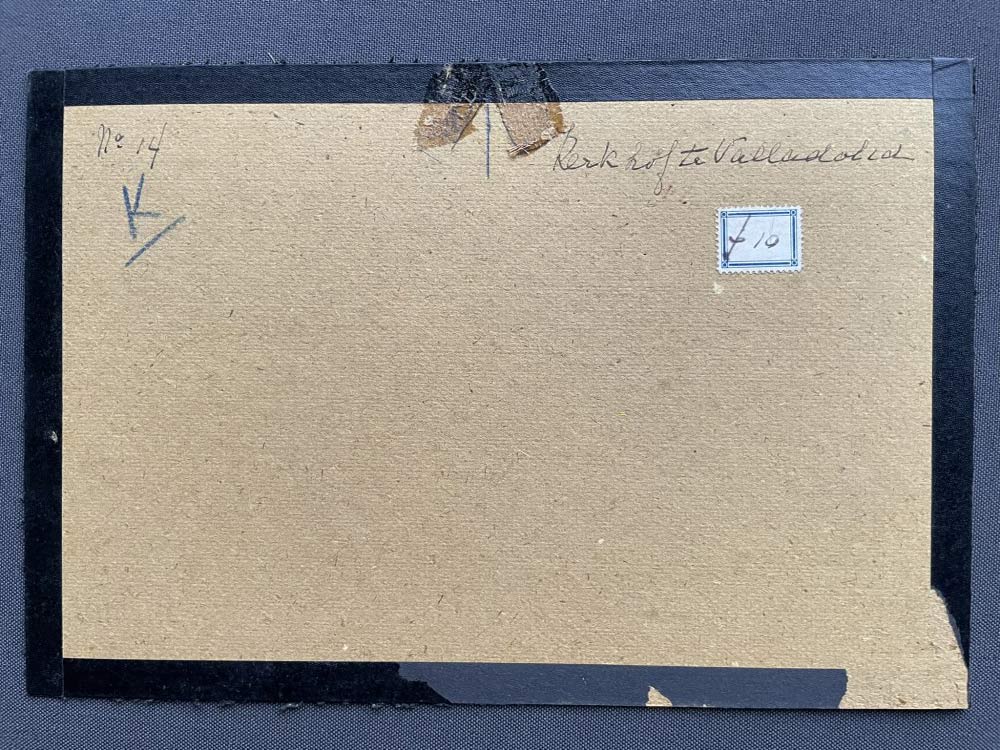 Nº 14
Kerkhof te Valladolid
K
f 10